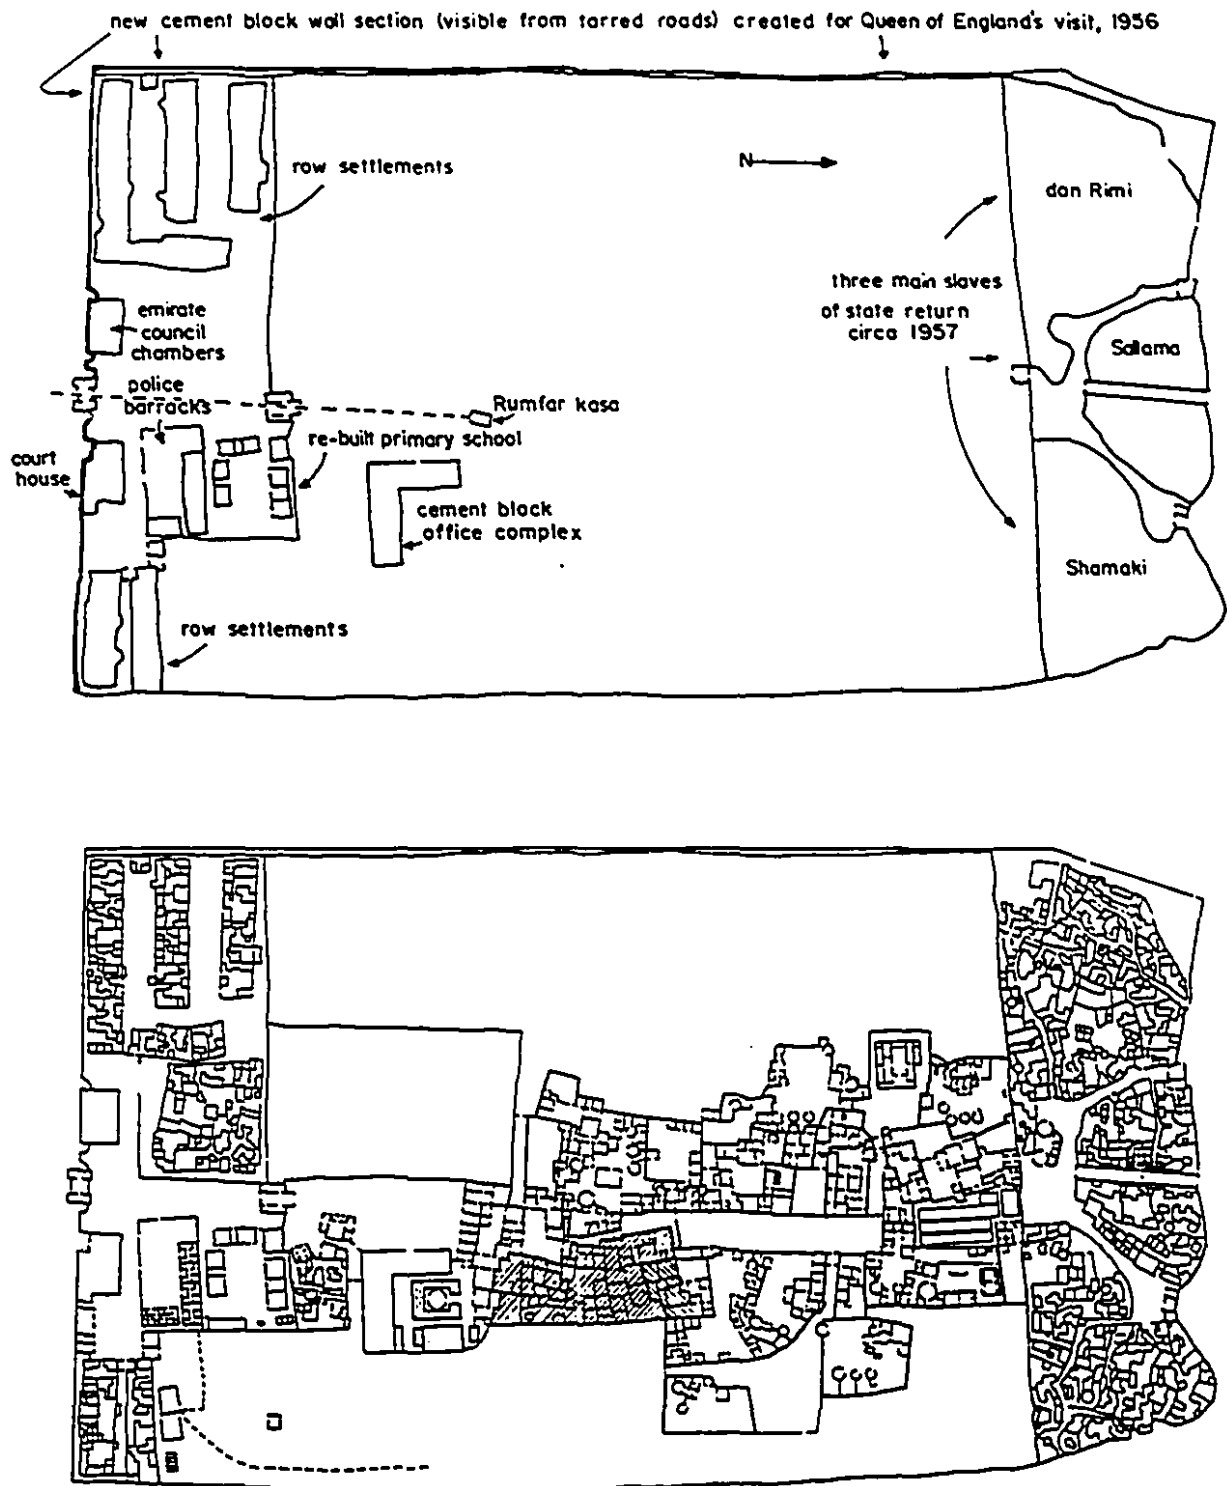 new cement block wall section (visible from tarred roads) created for Queen of England's visit, 1956
row settlements
N
dan Rimi
three main slaves
of state return
circa 1957
Sallama
emirate
council
chambers
police
barracks
Rumfar kasa
re-built primary school
court
house
cement block
office complex
Shamaki
row settlements